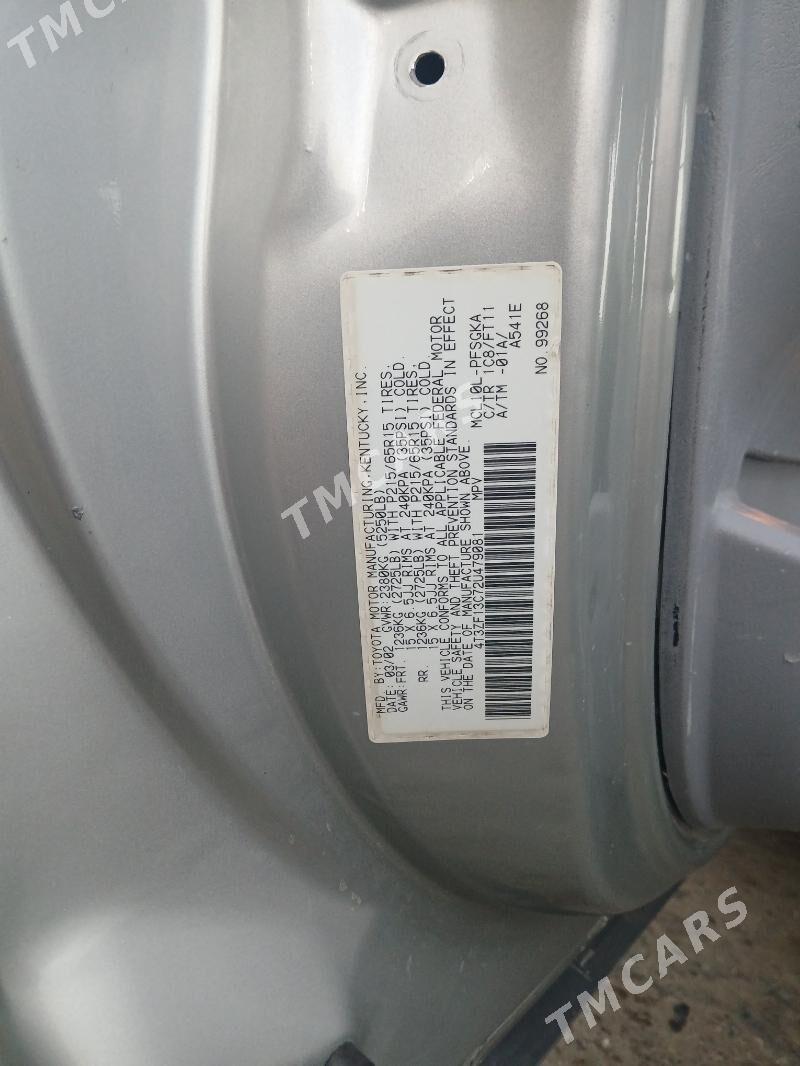 TMCARS
MFD. BY:TOYOTA MOTOR MANUFACTURING,KENTUCKY,INC.
DATE: 03/02 GVWR:2380KG (5250LB)
GAWR:FRT. 1236KG (2725LB) WITH P215/65R15 TIRES,
15 X 6.5JJ RIMS AT 240KPA (35PSI) COLD.
RR. 1236KG (2725LB) WITH P215/65R15 TIRES,
15 X 6.5JJ RIMS AT 240KPA (35PSI) COLD.
THIS VEHICLE CONFORMS TO ALL APPLICABLE FEDERAL MOTOR
VEHICLE SAFETY AND THEFT PREVENTION STANDARDS IN EFFECT
ON THE DATE OF MANUFACTURE SHOWN ABOVE.
4T3ZF13C72U479081 MPV
MCL10L-PFSGKA
C/TR 1C8/FT11
A/TM -01A/
A541E
NO.99268
TMCARS
TMCARS